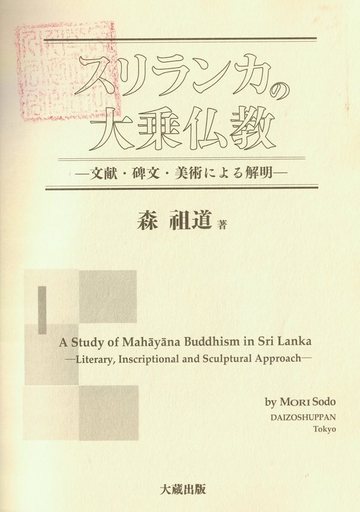 スリランカの
大乗仏教
―文献・碑文・美術による解明―
森 祖道 著
A Study of Mahāyāna Buddhism in Sri Lanka
―Literary, Inscriptional and Sculptural Approach―
by MORI Sodo
DAIZOSHUPPAN
Tokyo
大蔵出版